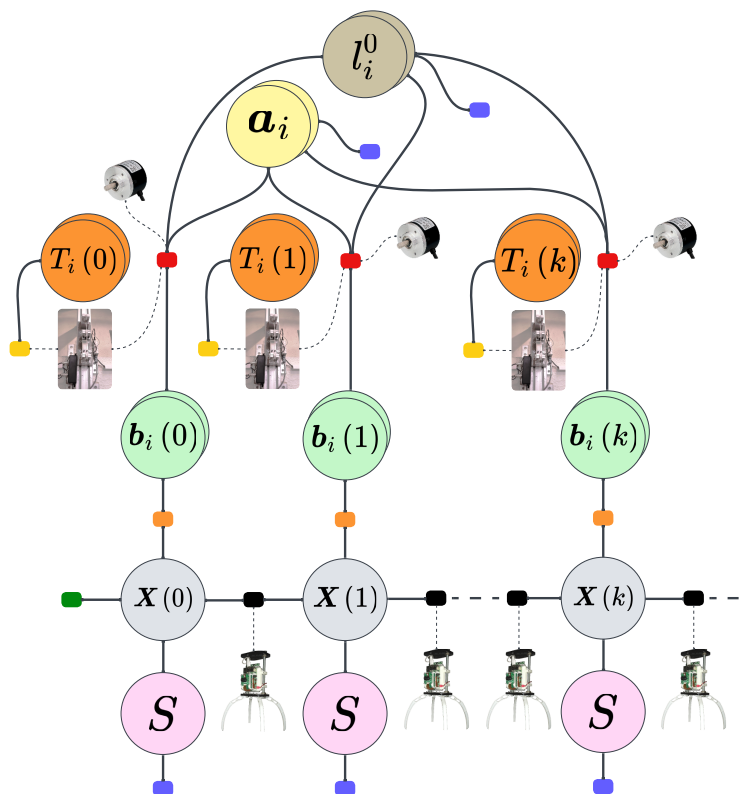 l_i^0
a_i
T_i (0)
T_i (1)
T_i (k)
b_i (0)
b_i (1)
b_i (k)
X (0)
X (1)
X (k)
S
S
S